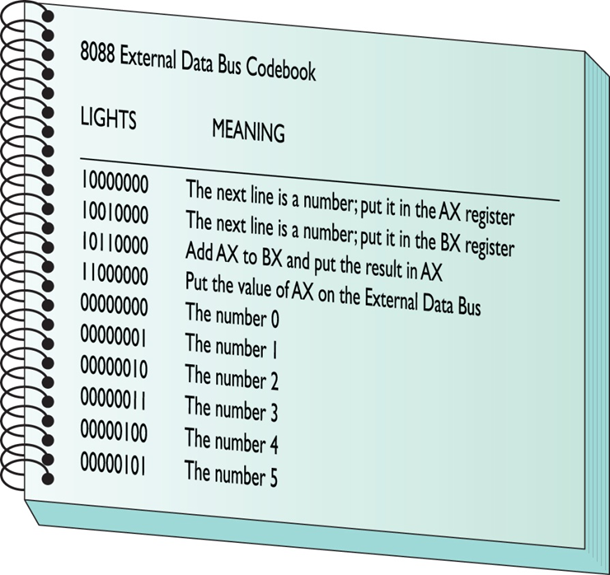 8088 External Data Bus Codebook
LIGHTS MEANING
10000000 The next line is a number; put it in the AX register
10010000 The next line is a number; put it in the BX register
10110000 Add AX to BX and put the result in AX
11000000 Put the value of AX on the External Data Bus
00000000 The number 0
00000001 The number 1
00000010 The number 2
00000011 The number 3
00000100 The number 4
00000101 The number 5